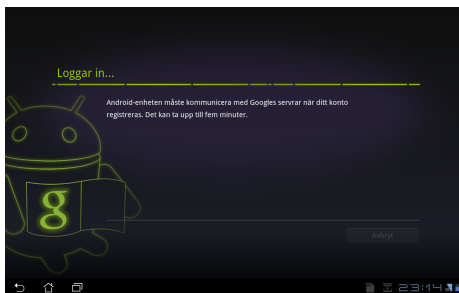 Loggar in...
Android-enheten måste kommunicera med Googles servrar när ditt konto
registreras. Det kan ta upp till fem minuter.
g
Avbryt
23:14